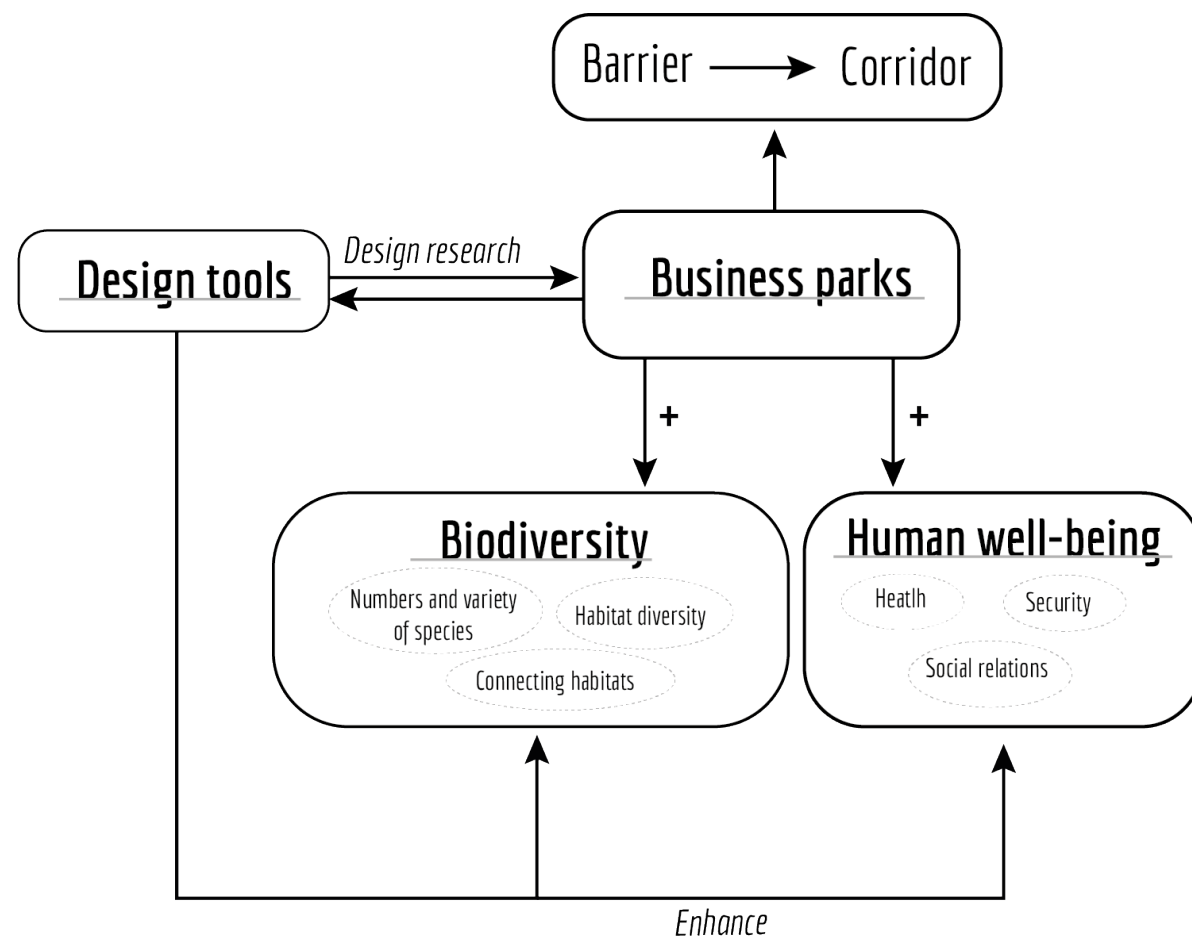 Barrier → Corridor
Design research
Design tools
Business parks
+ +
Biodiversity
Human well-being
Numbers and variety
of species
Habitat diversity
Connecting habitats
Heatlh
Security
Social relations
Enhance